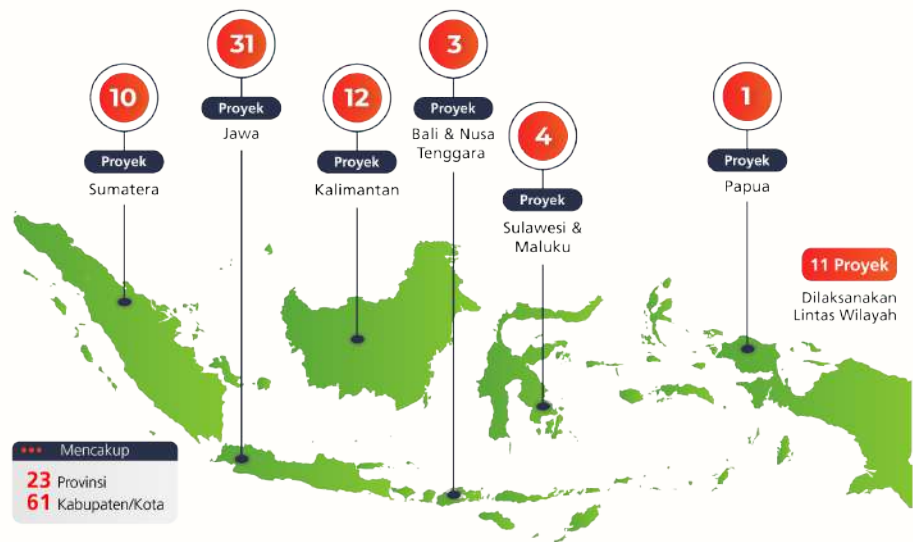 10
Proyek
Sumatera
31
Proyek
Jawa
12
Proyek
Kalimantan
3
Proyek
Bali & Nusa
Tenggara
4
Proyek
Sulawesi &
Maluku
1
Proyek
Papua
11 Proyek
Dilaksanakan
Lintas Wilayah
Mencakup
23 Provinsi
61 Kabupaten/Kota